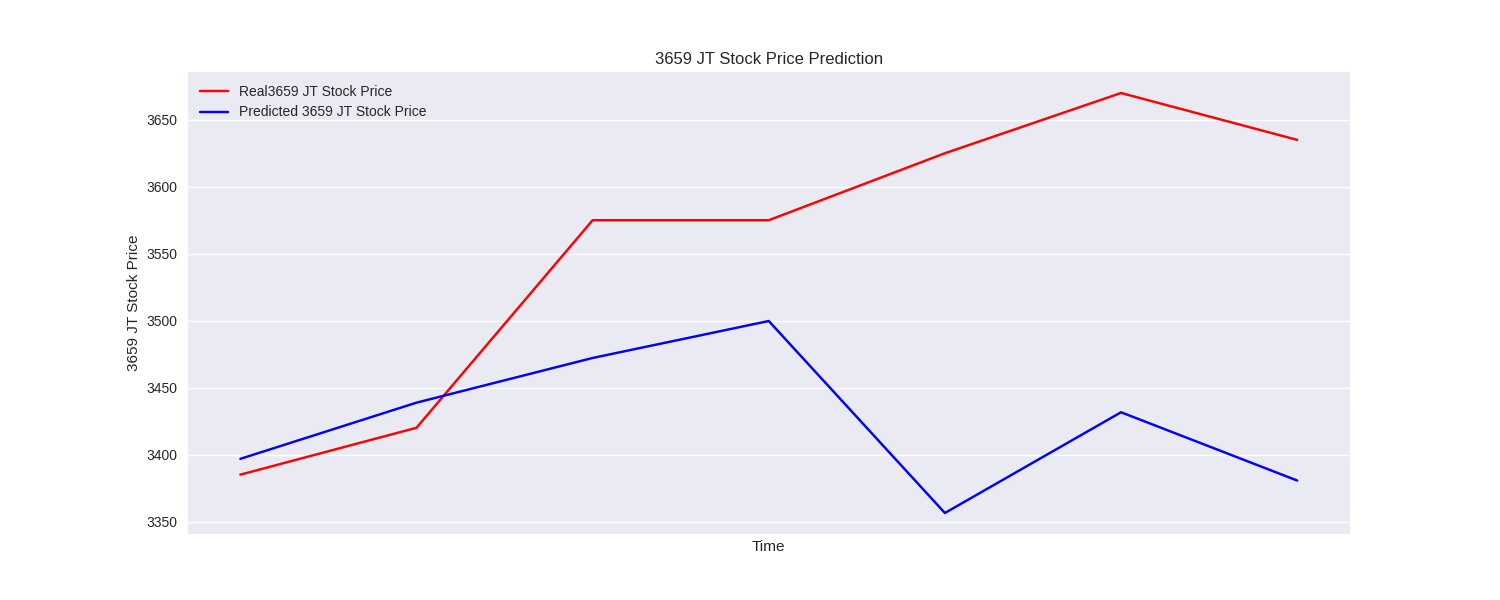 3659 JT Stock Price Prediction
Real3659 JT Stock Price
Predicted 3659 JT Stock Price
3650
3600
3550
3500
3450
3400
3350
3659 JT Stock Price
Time